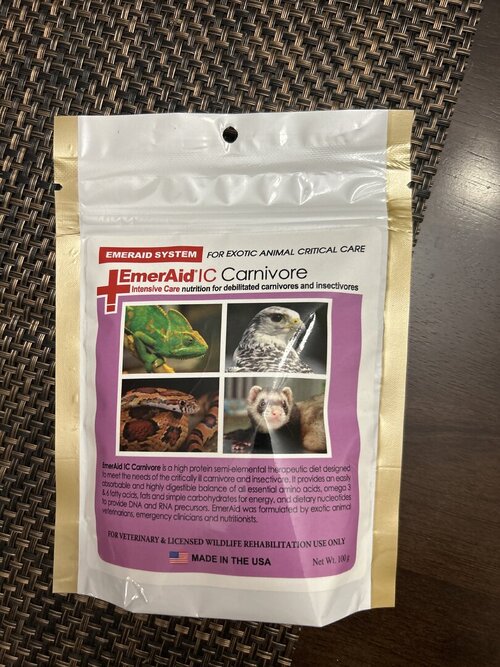 EMERAID SYSTEM FOR EXOTIC ANIMAL CRITICAL CARE
EmerAid® IC Carnivore
Intensive Care nutrition for debilitated carnivores and insectivores
EmerAid IC Carnivore is a high protein semi-elemental therapeutic diet designed
to meet the needs of the critically ill carnivore and insectivore. It provides an easily
absorbable and highly digestible balance of all essential amino acids, omega 3
& 6 fatty acids, fats and simple carbohydrates for energy, and dietary nucleotides
to provide DNA and RNA precursors. EmerAid was formulated by exotic animal
veterinarians, emergency clinicians and nutritionists.
FOR VETERINARY & LICENSED WILDLIFE REHABILITATION USE ONLY
MADE IN THE USA Net Wt. 100 g